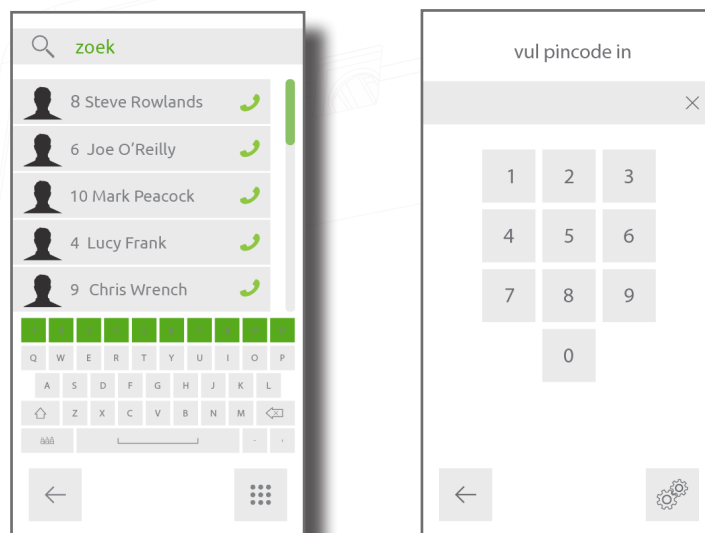 zoek
8 Steve Rowlands
6 Joe O'Reilly
10 Mark Peacock
4 Lucy Frank
9 Chris Wrench
Q W E R T Y U I O P
A S D F G H J K L
Z X C V B N M
äàâ - '
vul pincode in
1 2 3
4 5 6
7 8 9
0